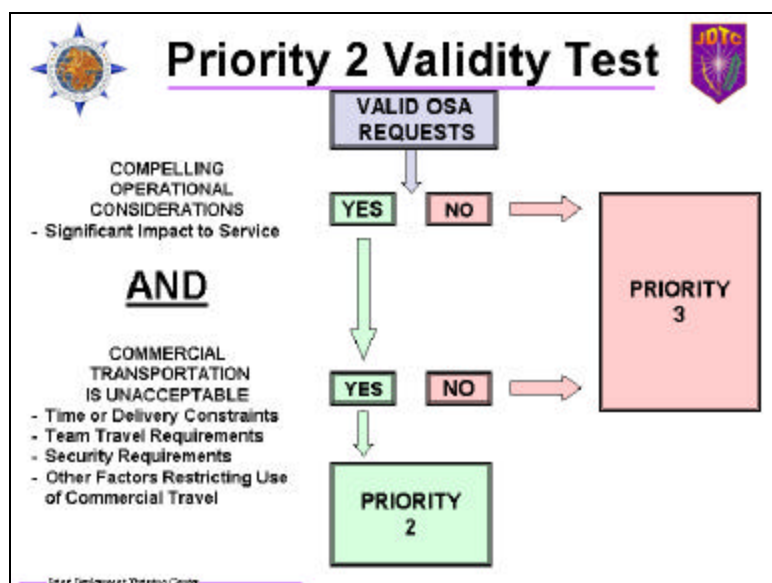 JDTC
Priority 2 Validity Test
VALID OSA
REQUESTS
COMPELLING
OPERATIONAL
CONSIDERATIONS
- Significant Impact to Service
YES
NO
AND
PRIORITY
3
COMMERCIAL
TRANSPORTATION
IS UNACCEPTABLE
- Time or Delivery Constraints
- Team Travel Requirements
- Security Requirements
- Other Factors Restricting Use
of Commercial Travel
YES
NO
PRIORITY
2